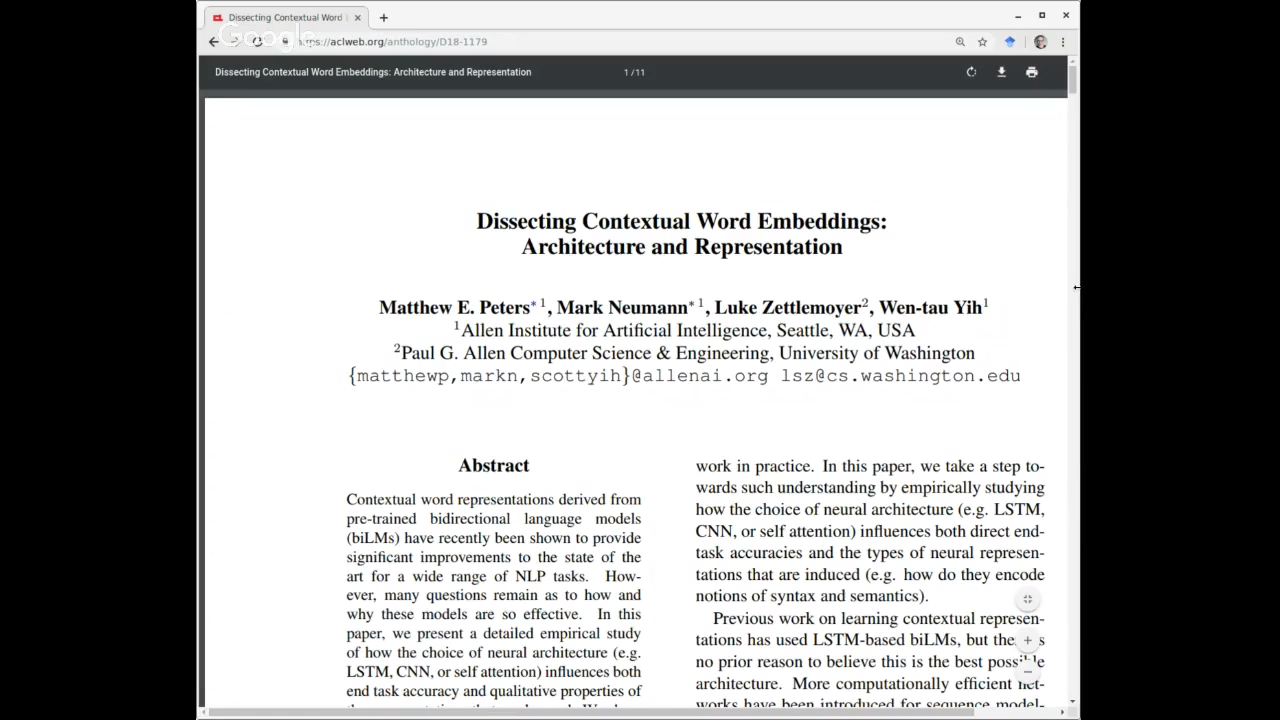 Dissecting Contextual Word
Google
https://aclweb.org/anthology/D18-1179
Dissecting Contextual Word Embeddings: Architecture and Representation
1 / 11
Dissecting Contextual Word Embeddings:
Architecture and Representation
Matthew E. Peters*1, Mark Neumann*1, Luke Zettlemoyer2, Wen-tau Yih1
1Allen Institute for Artificial Intelligence, Seattle, WA, USA
2Paul G. Allen Computer Science & Engineering, University of Washington
{matthewp,markn,scottyih}@allenai.org lsz@cs.washington.edu
Abstract
Contextual word representations derived from
pre-trained bidirectional language models
(biLMs) have recently been shown to provide
significant improvements to the state of the
art for a wide range of NLP tasks. How-
ever, many questions remain as to how and
why these models are so effective. In this
paper, we present a detailed empirical study
of how the choice of neural architecture (e.g.
LSTM, CNN, or self attention) influences both
end task accuracy and qualitative properties of
work in practice. In this paper, we take a step to-
wards such understanding by empirically studying
how the choice of neural architecture (e.g. LSTM,
CNN, or self attention) influences both direct end-
task accuracies and the types of neural represen-
tations that are induced (e.g. how do they encode
notions of syntax and semantics).
Previous work on learning contextual represen-
tations has used LSTM-based biLMs, but there is
no prior reason to believe this is the best possible
architecture. More computationally efficient net-
works have been introduced for sequence model-